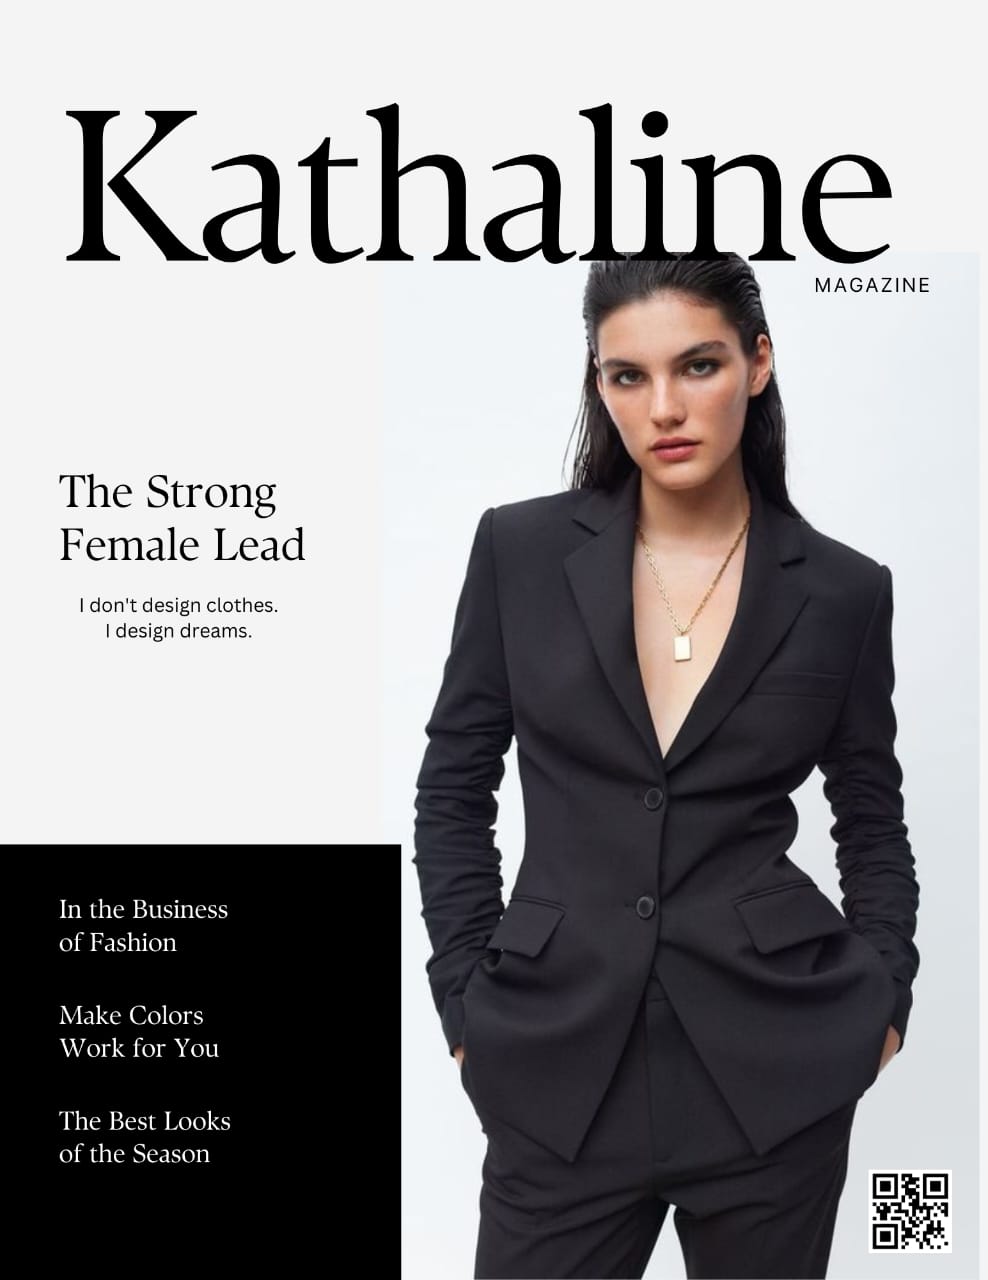 Kathaline
MAGAZINE
The Strong
Female Lead
I don't design clothes.
I design dreams.
In the Business
of Fashion
Make Colors
Work for You
The Best Looks
of the Season